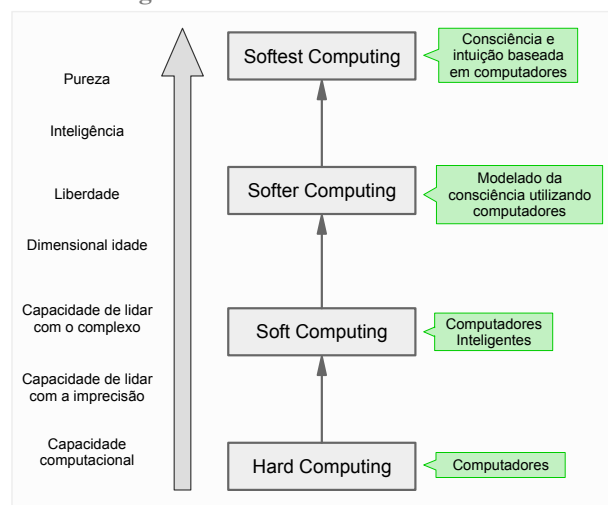 Softest Computing
Consciência e
intuição baseada
em computadores
Pureza
Inteligência
Liberdade
Softer Computing
Modelado da
consciência utilizando
computadores
Dimensional idade
Capacidade de lidar
com o complexo
Soft Computing
Computadores
Inteligentes
Capacidade de lidar
com a imprecisão
Capacidade
computacional
Hard Computing
Computadores